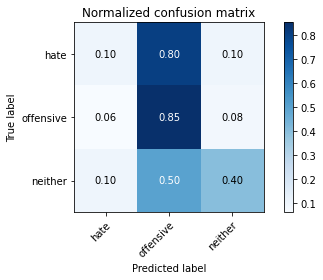 Normalized confusion matrix
hate 0.10 0.80 0.10 0.8
0.7
0.6
offensive 0.06 0.85 0.08 0.5
0.4
0.3
neither 0.10 0.50 0.40 0.2
0.1
hate offensive neither
True label
Predicted label